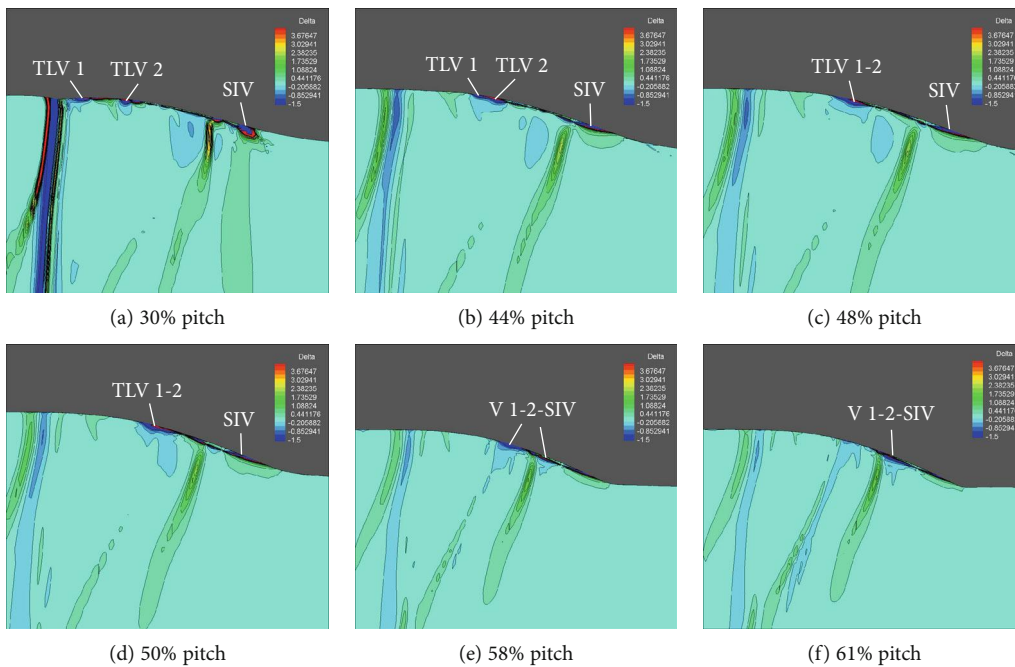 Delta
3.67647
3.02941
2.38235
1.73529
1.08824
0.441176
-0.205882
-0.852941
-1.5
TLV 1
TLV 2
SIV
(a) 30% pitch
Delta
3.67647
3.02941
2.38235
1.73529
1.08824
0.441176
-0.205882
-0.852941
-1.5
TLV 1
TLV 2
SIV
(b) 44% pitch
Delta
3.67647
3.02941
2.38235
1.73529
1.08824
0.441176
-0.205882
-0.852941
-1.5
TLV 1-2
SIV
(c) 48% pitch
Delta
3.67647
3.02941
2.38235
1.73529
1.08824
0.441176
-0.205882
-0.852941
-1.5
TLV 1-2
SIV
(d) 50% pitch
Delta
3.67647
3.02941
2.38235
1.73529
1.08824
0.441176
-0.205882
-0.852941
-1.5
V 1-2-SIV
(e) 58% pitch
Delta
3.67647
3.02941
2.38235
1.73529
1.08824
0.441176
-0.205882
-0.852941
-1.5
V 1-2-SIV
(f) 61% pitch